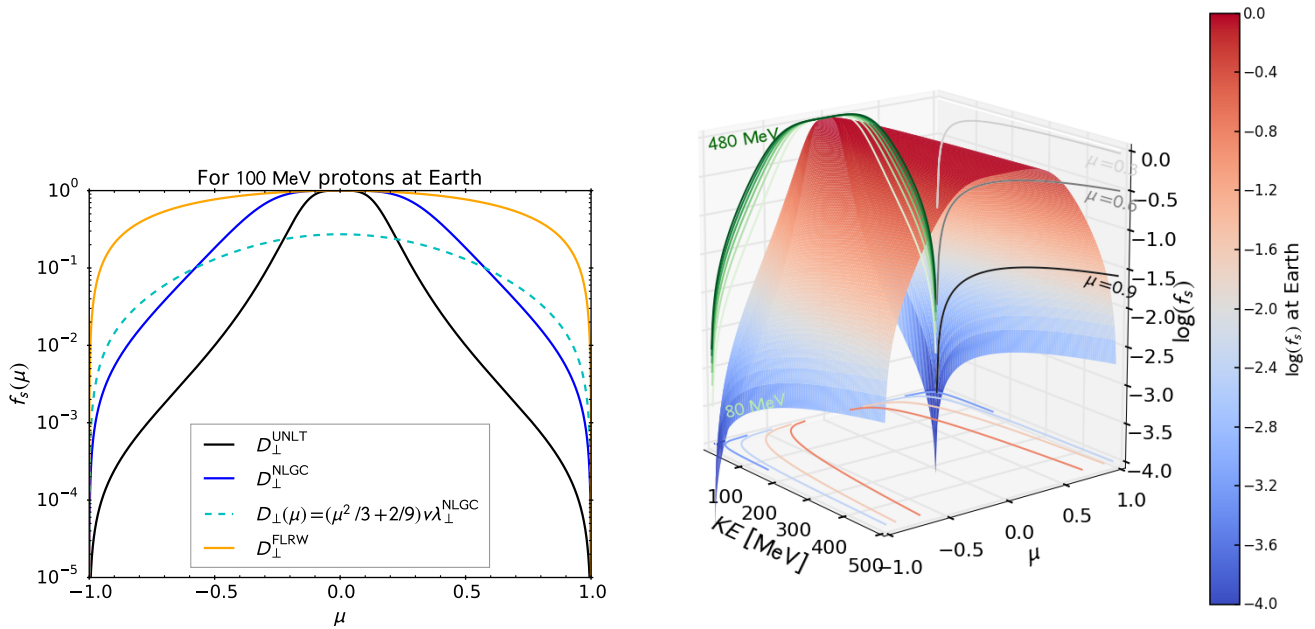 For 100 MeV protons at Earth
10⁰
10⁻¹
10⁻²
10⁻³
10⁻⁴
10⁻⁵
f_s(μ)
D_⊥^UNLT
D_⊥^NLGC
D_⊥(μ)=(μ²/3+2/9)vλ_⊥^NLGC
D_⊥^FLRW
−1.0 −0.5 0.0 0.5 1.0
μ
480 MeV
80 MeV
μ=0.3
μ=0.6
μ=0.9
0.0
−0.5
−1.0
−1.5
−2.0
−2.5
−3.0
−3.5
−4.0
log(f_s)
100
200
300
400
500
KE [MeV]
−1.0
−0.5
0.0
0.5
1.0
μ
0.0
−0.4
−0.8
−1.2
−1.6
−2.0
−2.4
−2.8
−3.2
−3.6
−4.0
log(f_s) at Earth